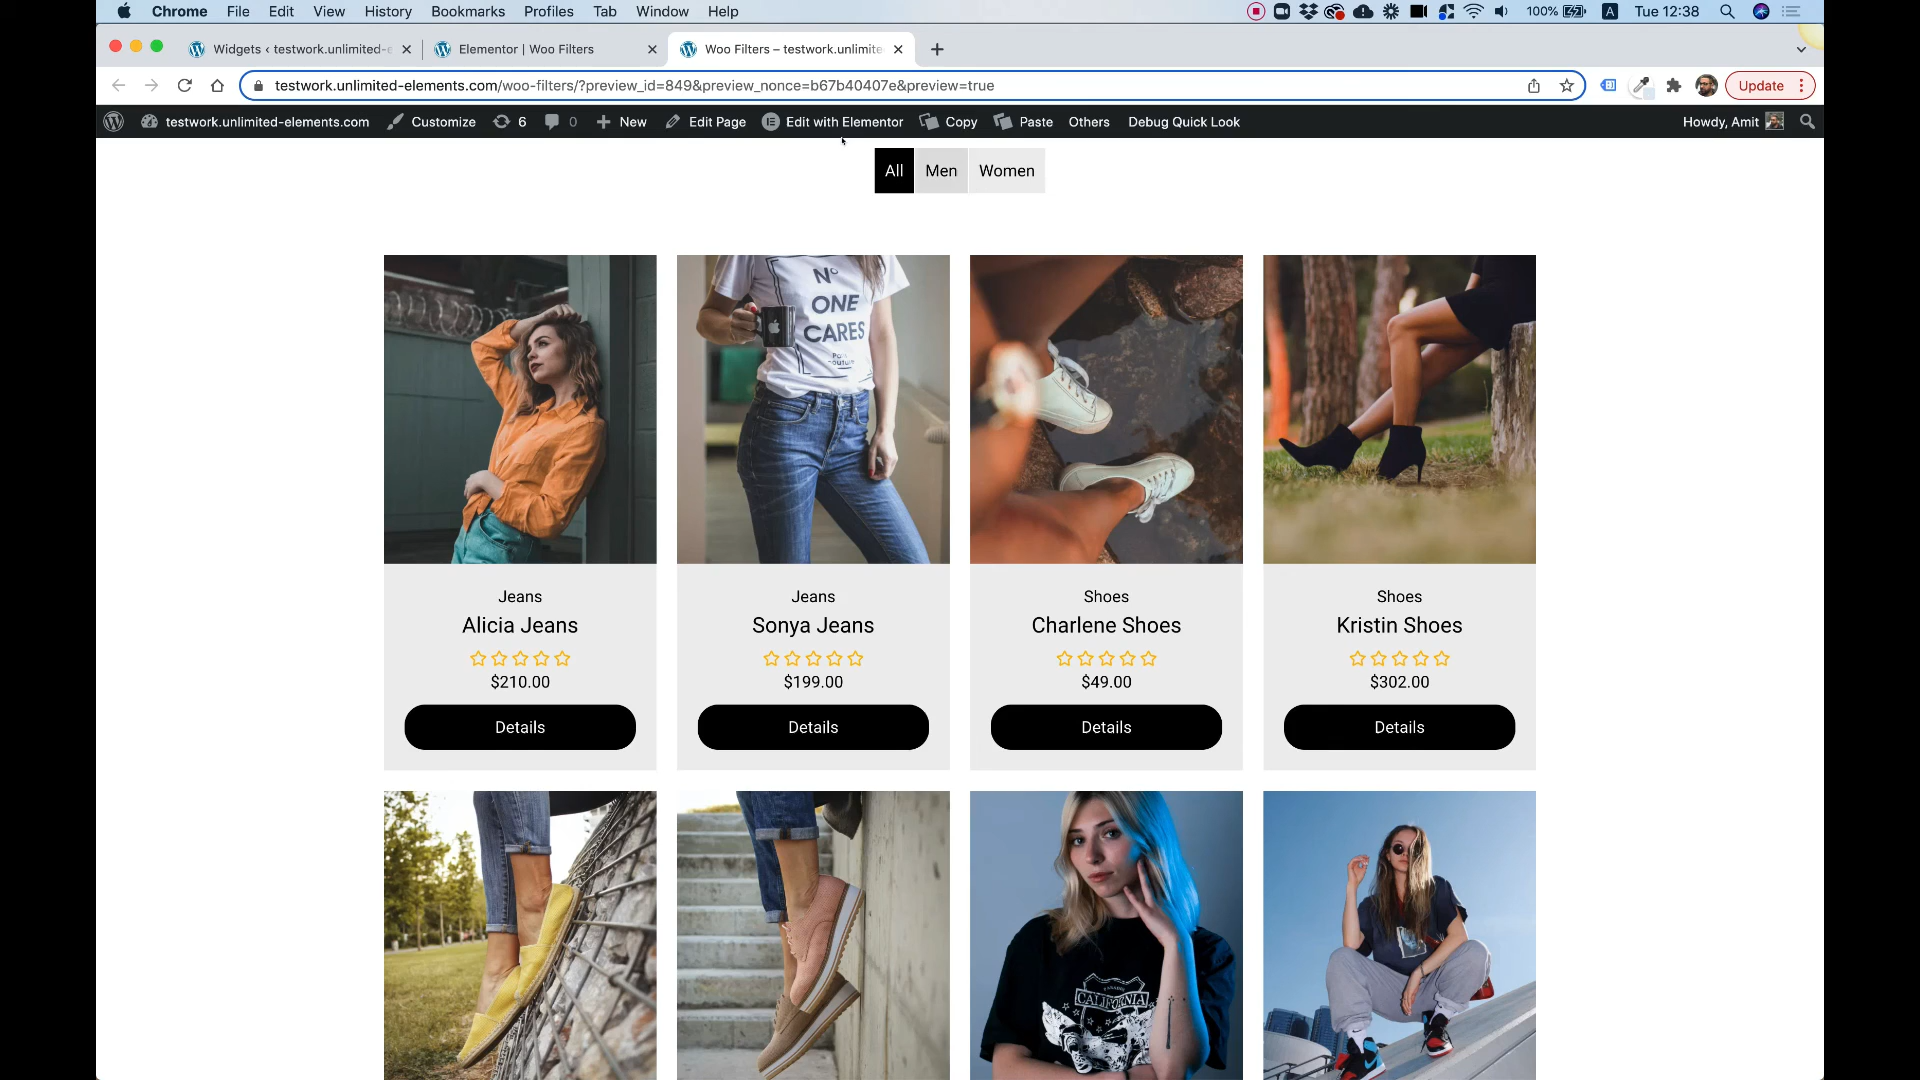 Chrome File Edit View History Bookmarks Profiles Tab Window Help 100% A Tue 12:38
Widgets ‹ testwork.unlimited-e Elementor | Woo Filters Woo Filters – testwork.unlimite
testwork.unlimited-elements.com/woo-filters/?preview_id=849&preview_nonce=b67b40407e&preview=true Update
testwork.unlimited-elements.com Customize 6 0 New Edit Page Edit with Elementor Copy Paste Others Debug Quick Look Howdy, Amit
All Men Women
N°
ONE
CARES
Jeans Jeans Shoes Shoes
Alicia Jeans Sonya Jeans Charlene Shoes Kristin Shoes
$210.00 $199.00 $49.00 $302.00
Details Details Details Details
CALIFORNIA